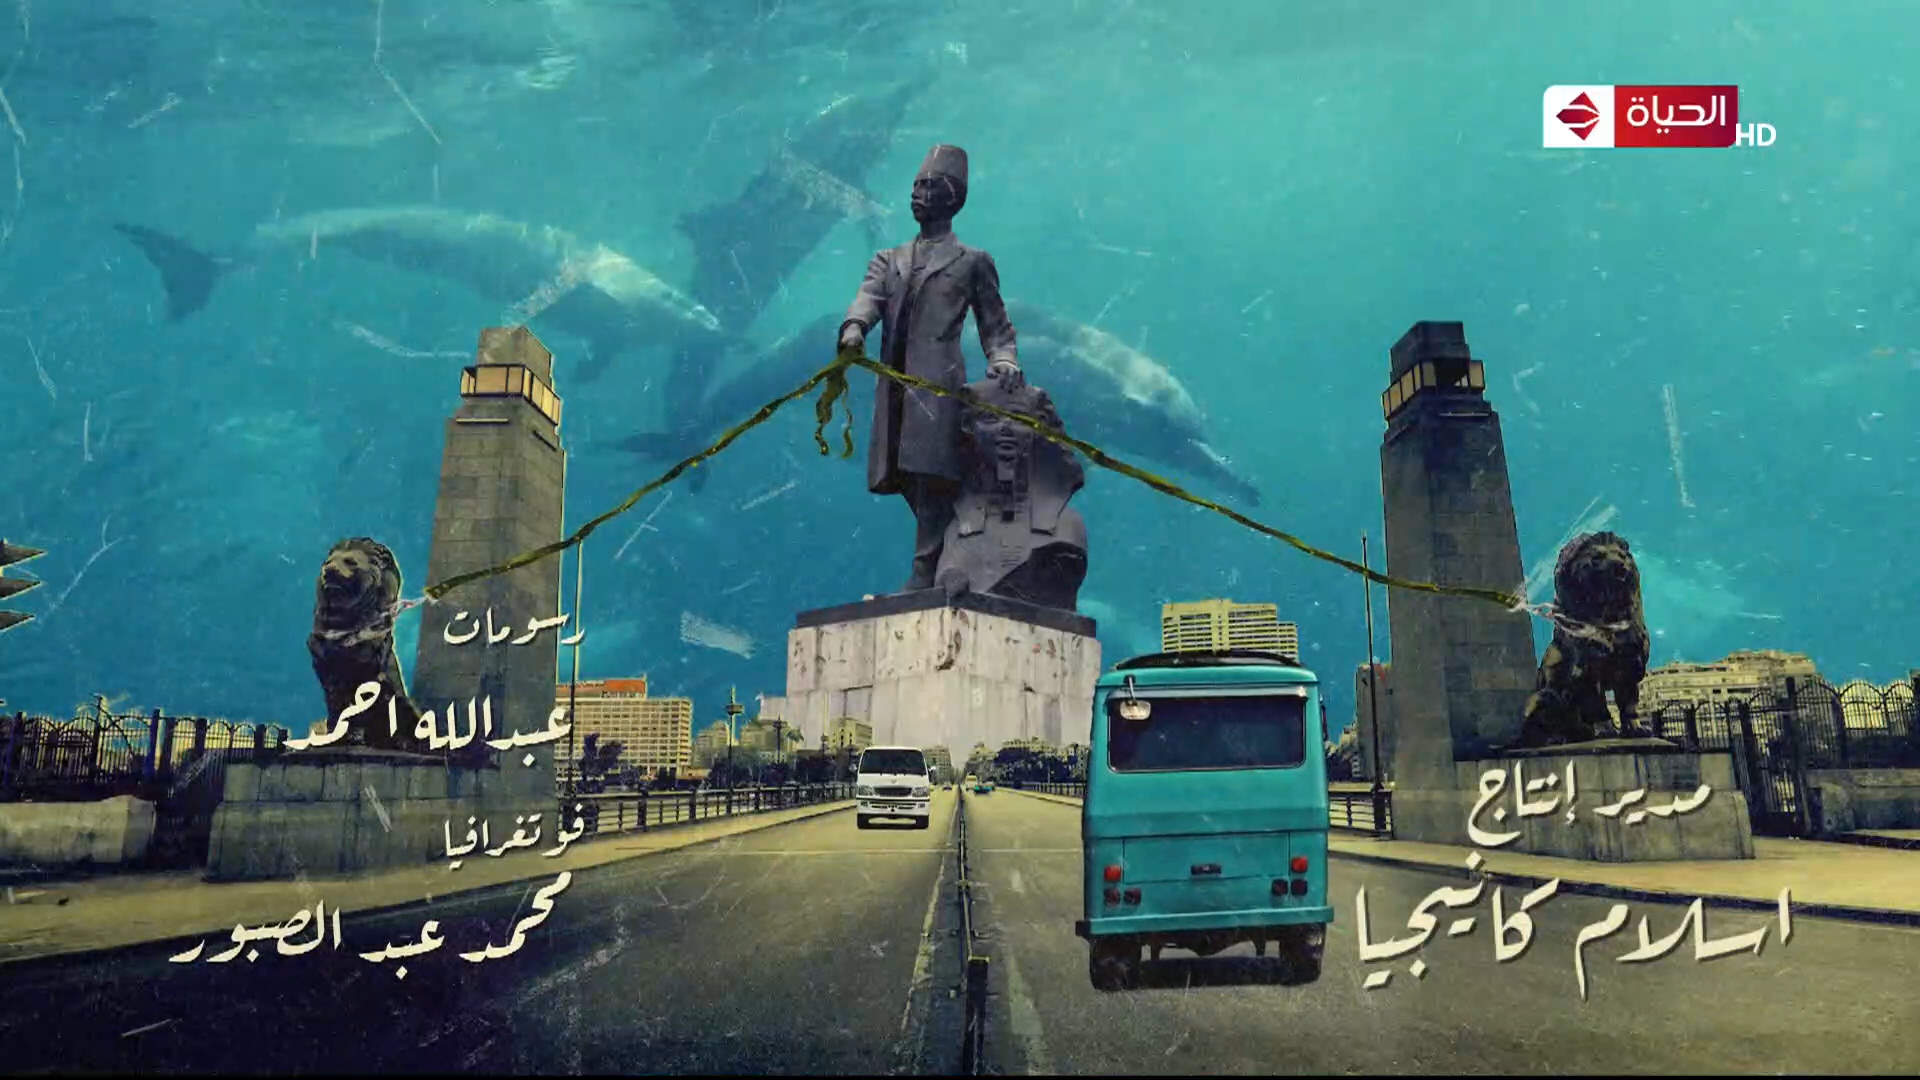 الحياة
HD
رسومات
عبدالله احمد
فوتغرافيا
محمد عبد الصبور
مدير إنتاج
اسلام كانيجيا